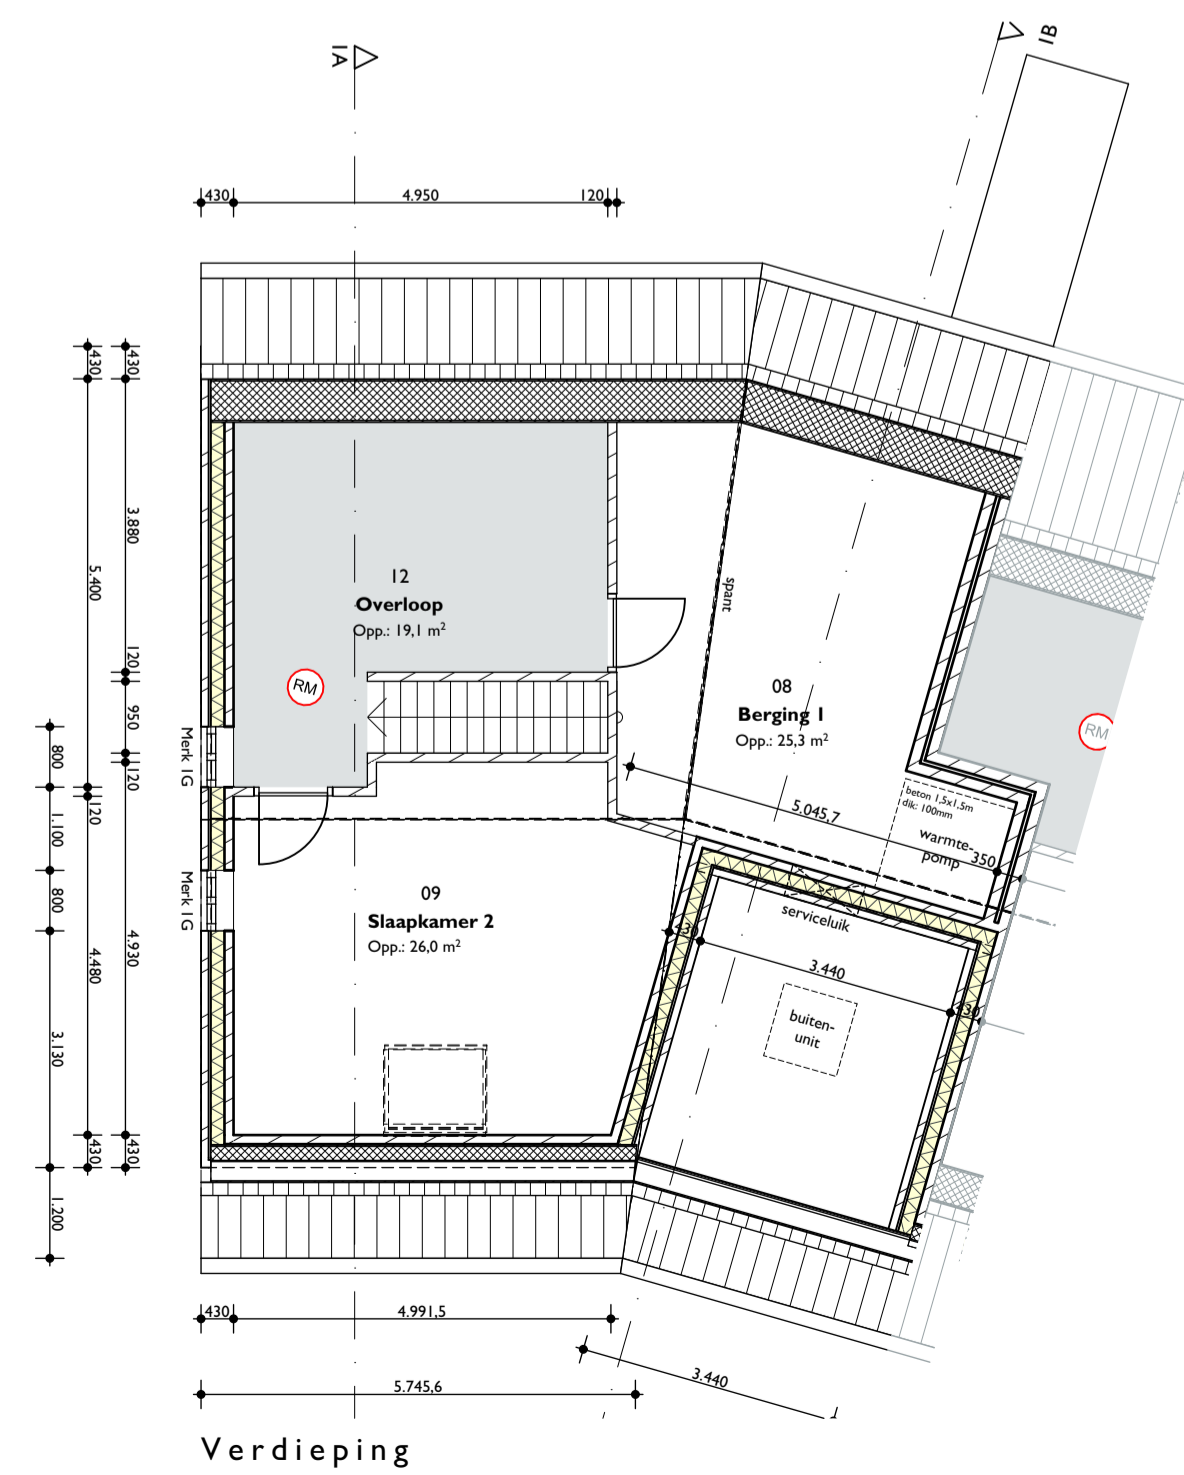 1A
1B
430
4.950
120
430
430
3.880
5.400
120
950
120
800
120
1.100
800
4.930
4.480
3.130
430
430
1.200
Merk 1G
Merk 1G
12
Overloop
Opp.: 19,1 m²
RM
spant
08
Berging 1
Opp.: 25,3 m²
RM
5.045,7
beton 1,5x1,5m
dik: 100mm
warmte-
pomp
350
09
Slaapkamer 2
Opp.: 26,0 m²
serviceluik
430
3.440
330
buiten-
unit
430
4.991,5
3.440
5.745,6
Verdieping